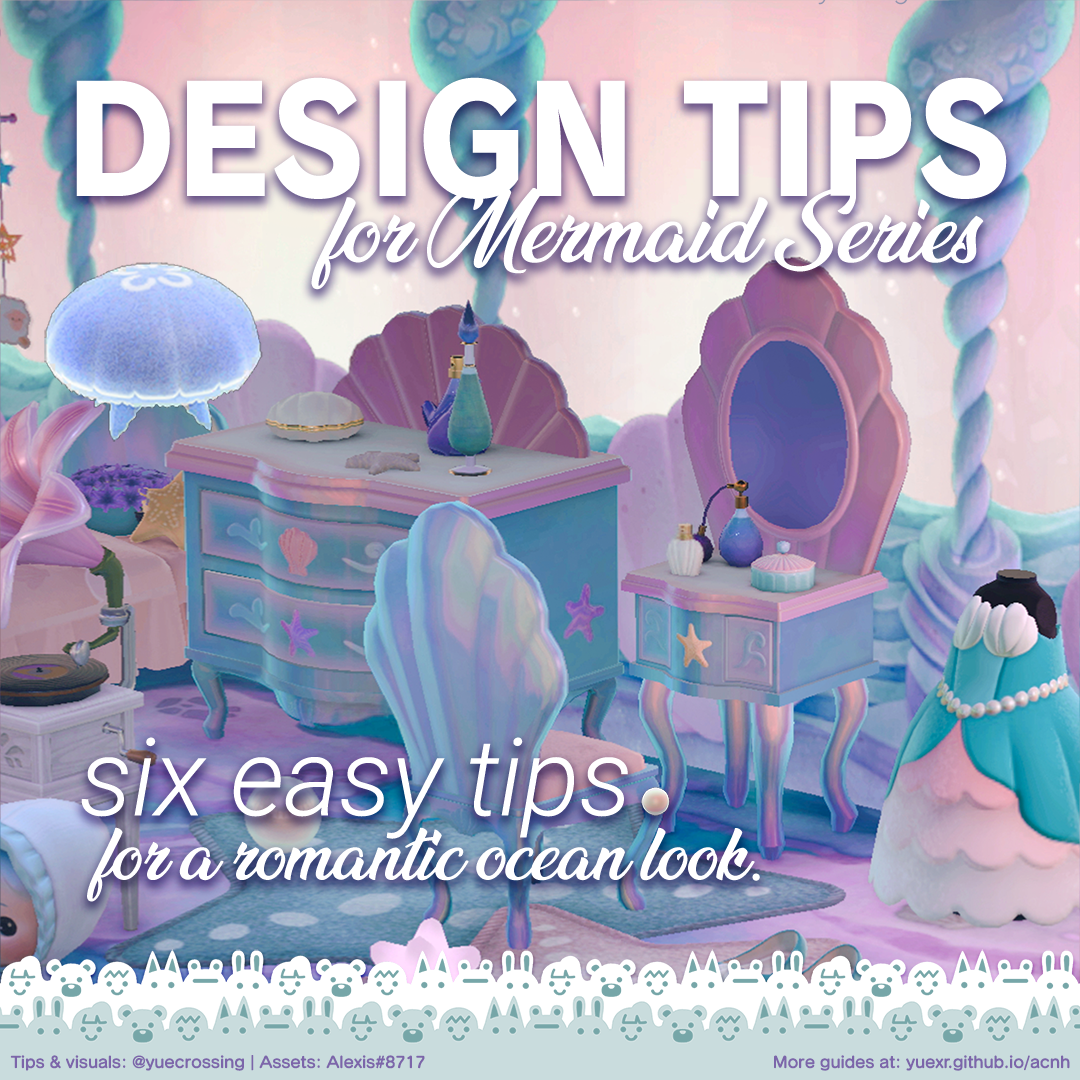 DESIGN TIPS
for Mermaid Series
six easy tips
for a romantic ocean look.
Tips & visuals: @yuecrossing | Assets: Alexis#8717
More guides at: yuexr.github.io/acnh